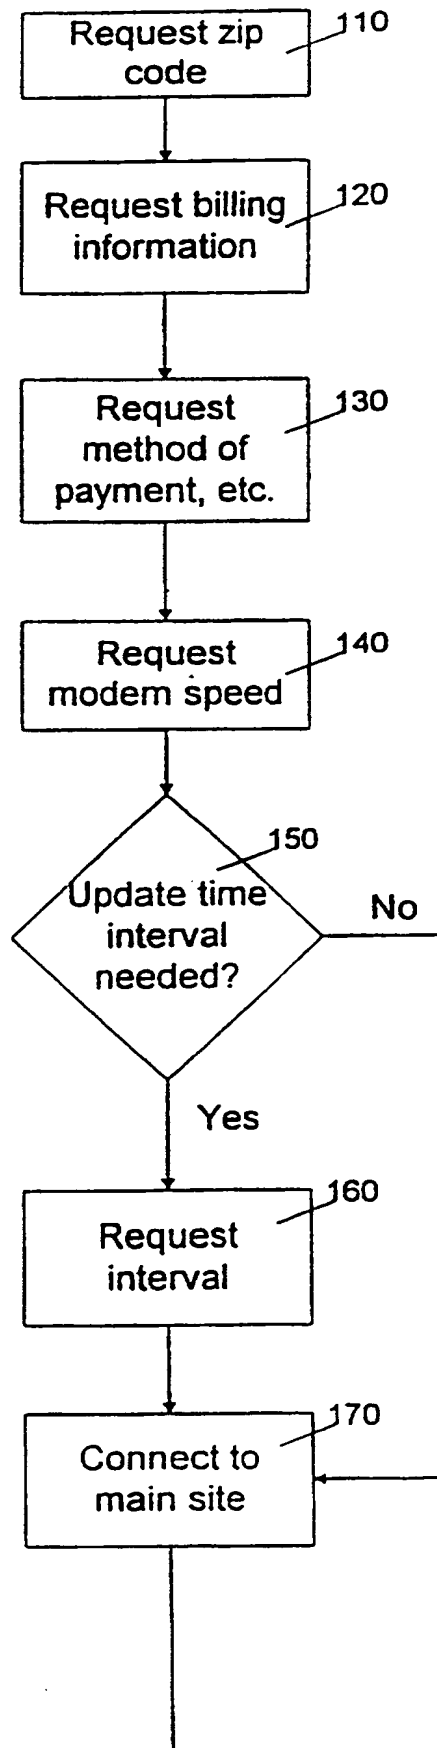 Request zip
code
110
Request billing
information
120
Request
method of
payment, etc.
130
Request
modem speed
140
Update time
interval
needed?
150
No
Yes
Request
interval
160
Connect to
main site
170